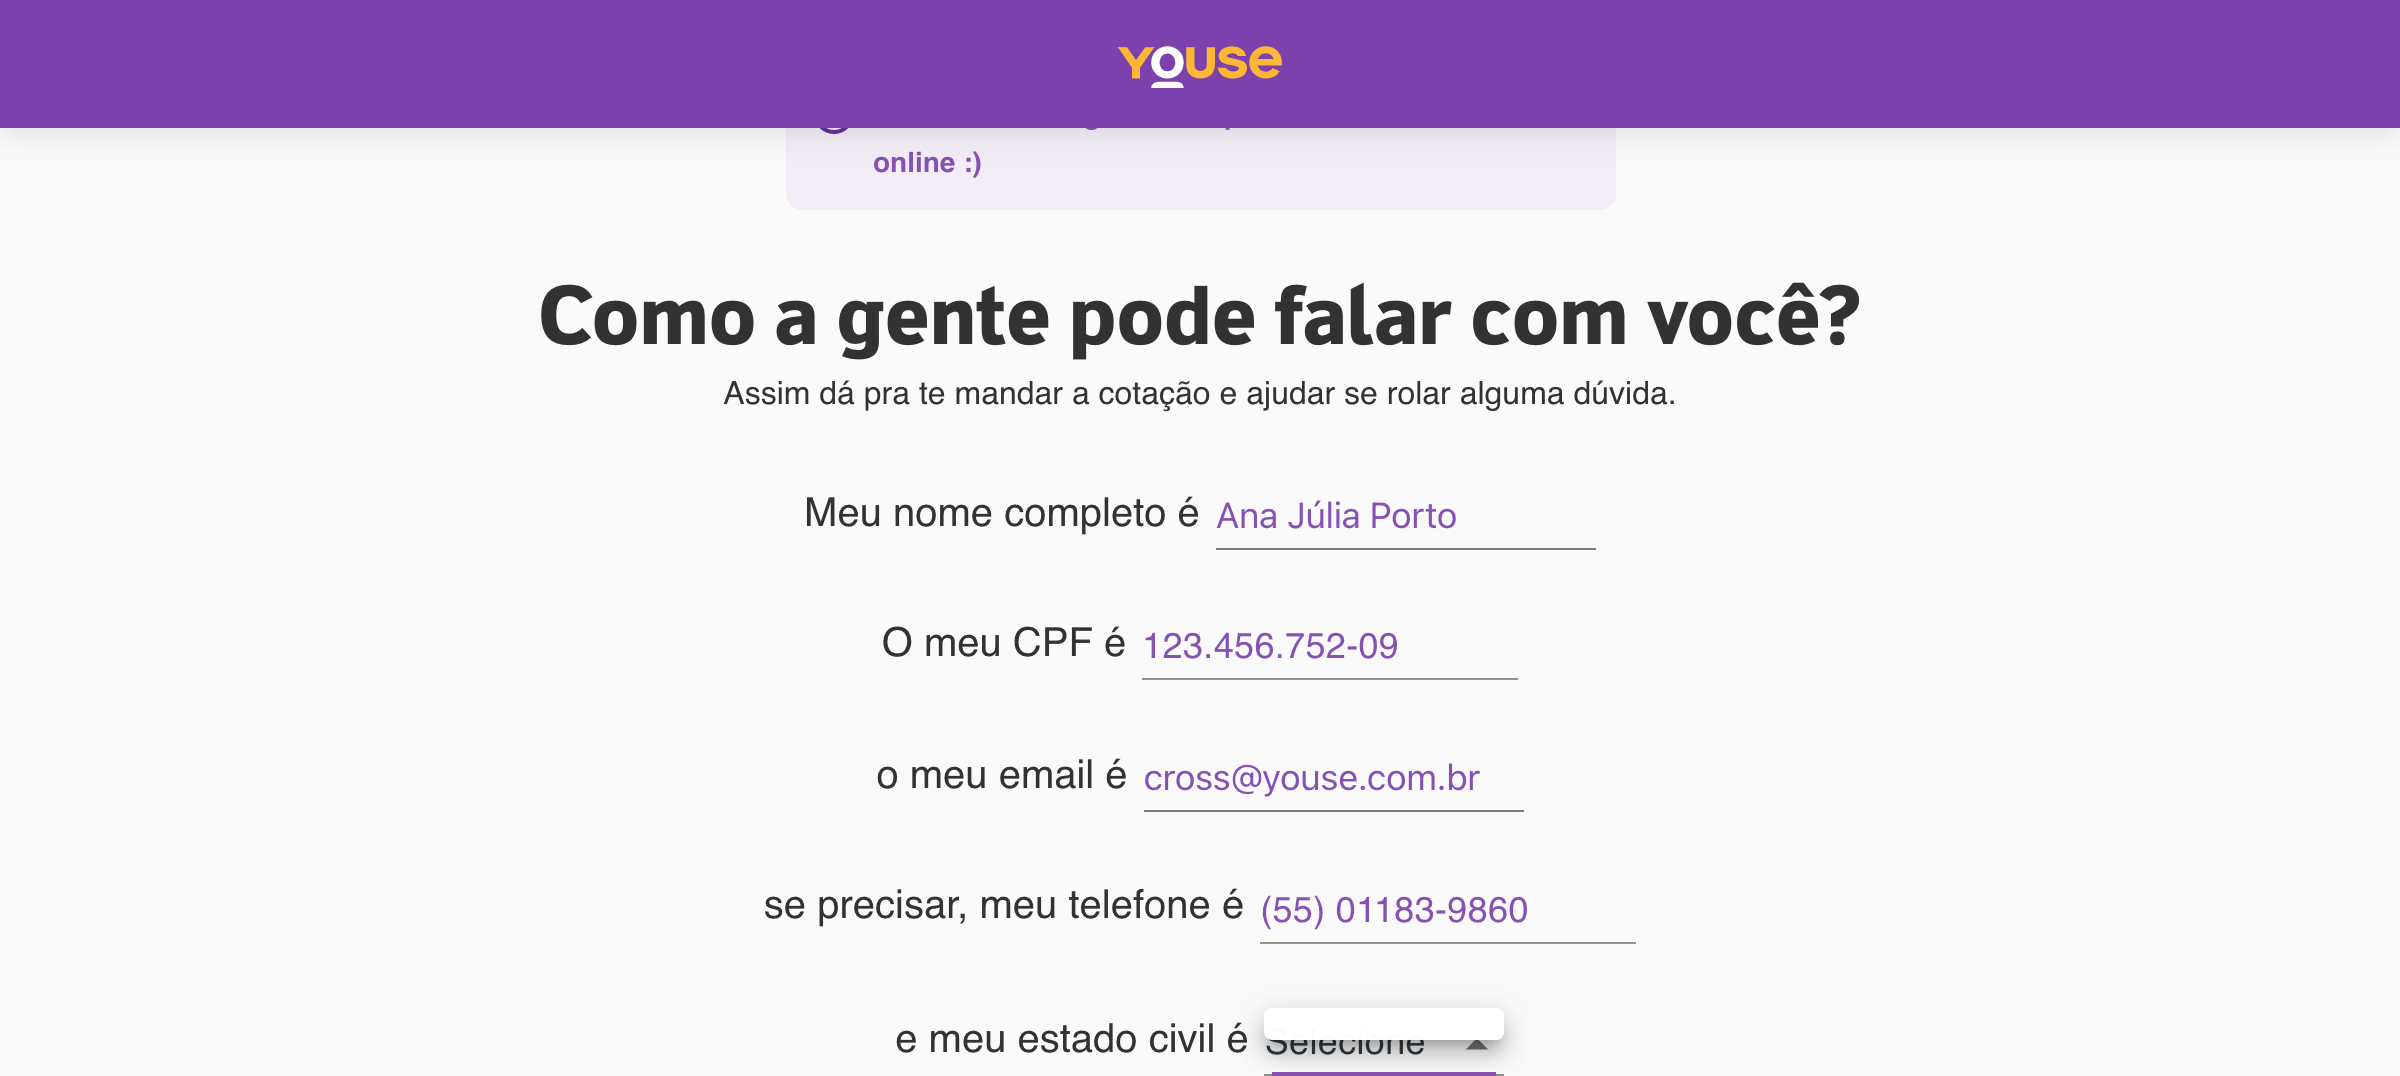 youse
online :)
Como a gente pode falar com você?
Assim dá pra te mandar a cotação e ajudar se rolar alguma dúvida.
Meu nome completo é Ana Júlia Porto
O meu CPF é 123.456.752-09
o meu email é cross@youse.com.br
se precisar, meu telefone é (55) 01183-9860
e meu estado civil é Selecione